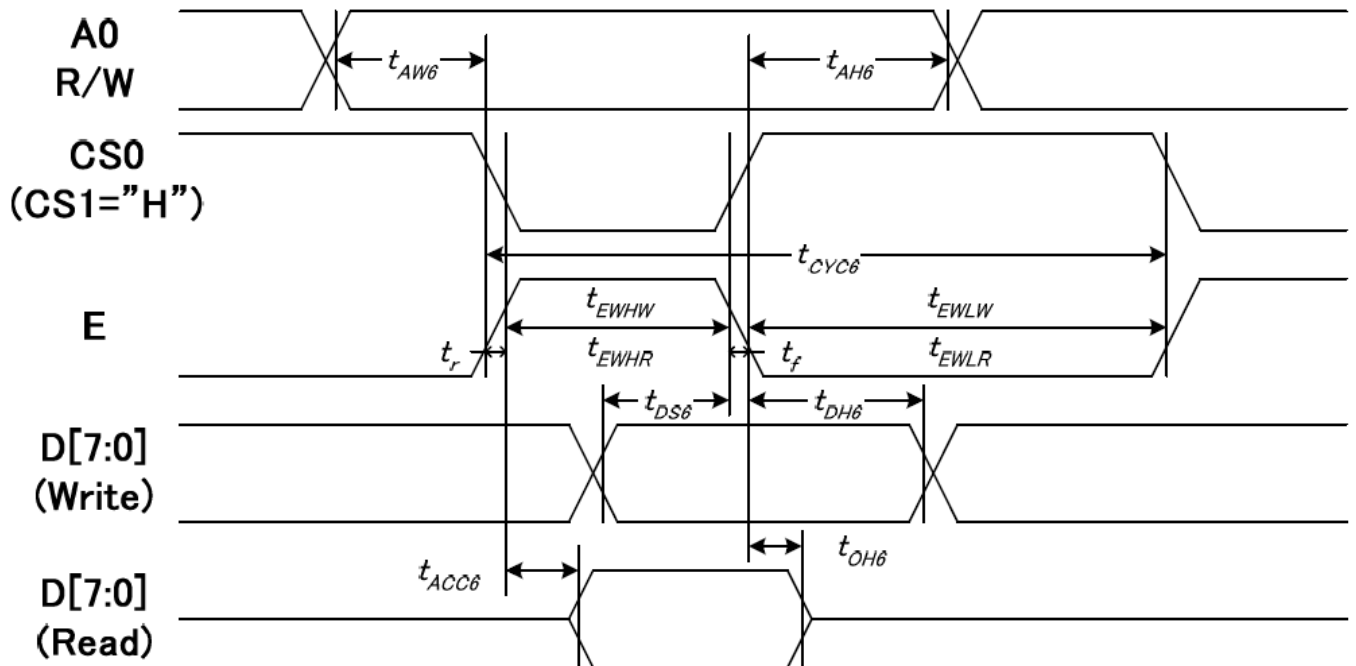 A0
R/W
tAW6
tAH6
CS0
(CS1="H")
tCYC6
E
tEWHW
tEWLW
tr
tEWHR
tf
tEWLR
tDS6
tDH6
D[7:0]
(Write)
tOH6
tACC6
D[7:0]
(Read)